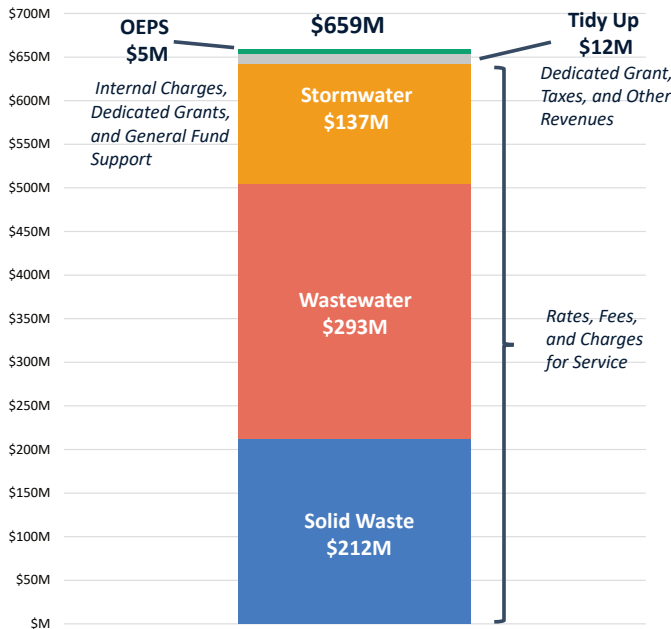 $700M
$650M
$600M
$550M
$500M
$450M
$400M
$350M
$300M
$250M
$200M
$150M
$100M
$50M
$M
OEPS
$5M
Internal Charges,
Dedicated Grants,
and General Fund
Support
$659M
Tidy Up
$12M
Dedicated Grant,
Taxes, and Other
Revenues
Stormwater
$137M
Wastewater
$293M
Rates, Fees,
and Charges
for Service
Solid Waste
$212M